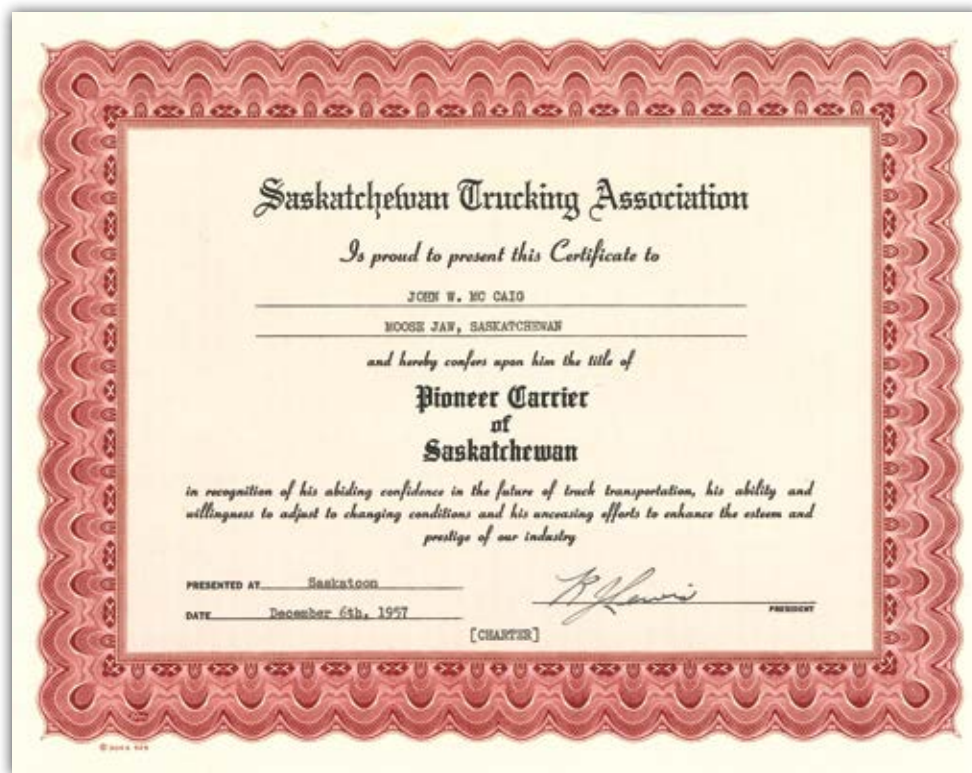 Saskatchewan Trucking Association
Is proud to present this Certificate to
JOHN W. MC CAIG
MOOSE JAW, SASKATCHEWAN
and hereby confers upon him the title of
Pioneer Carrier
of
Saskatchewan
in recognition of his abiding confidence in the future of truck transportation, his ability and
willingness to adjust to changing conditions and his unceasing efforts to enhance the esteem and
prestige of our industry
PRESENTED AT Saskatoon
DATE December 6th, 1957
PRESIDENT
[CHARTER]